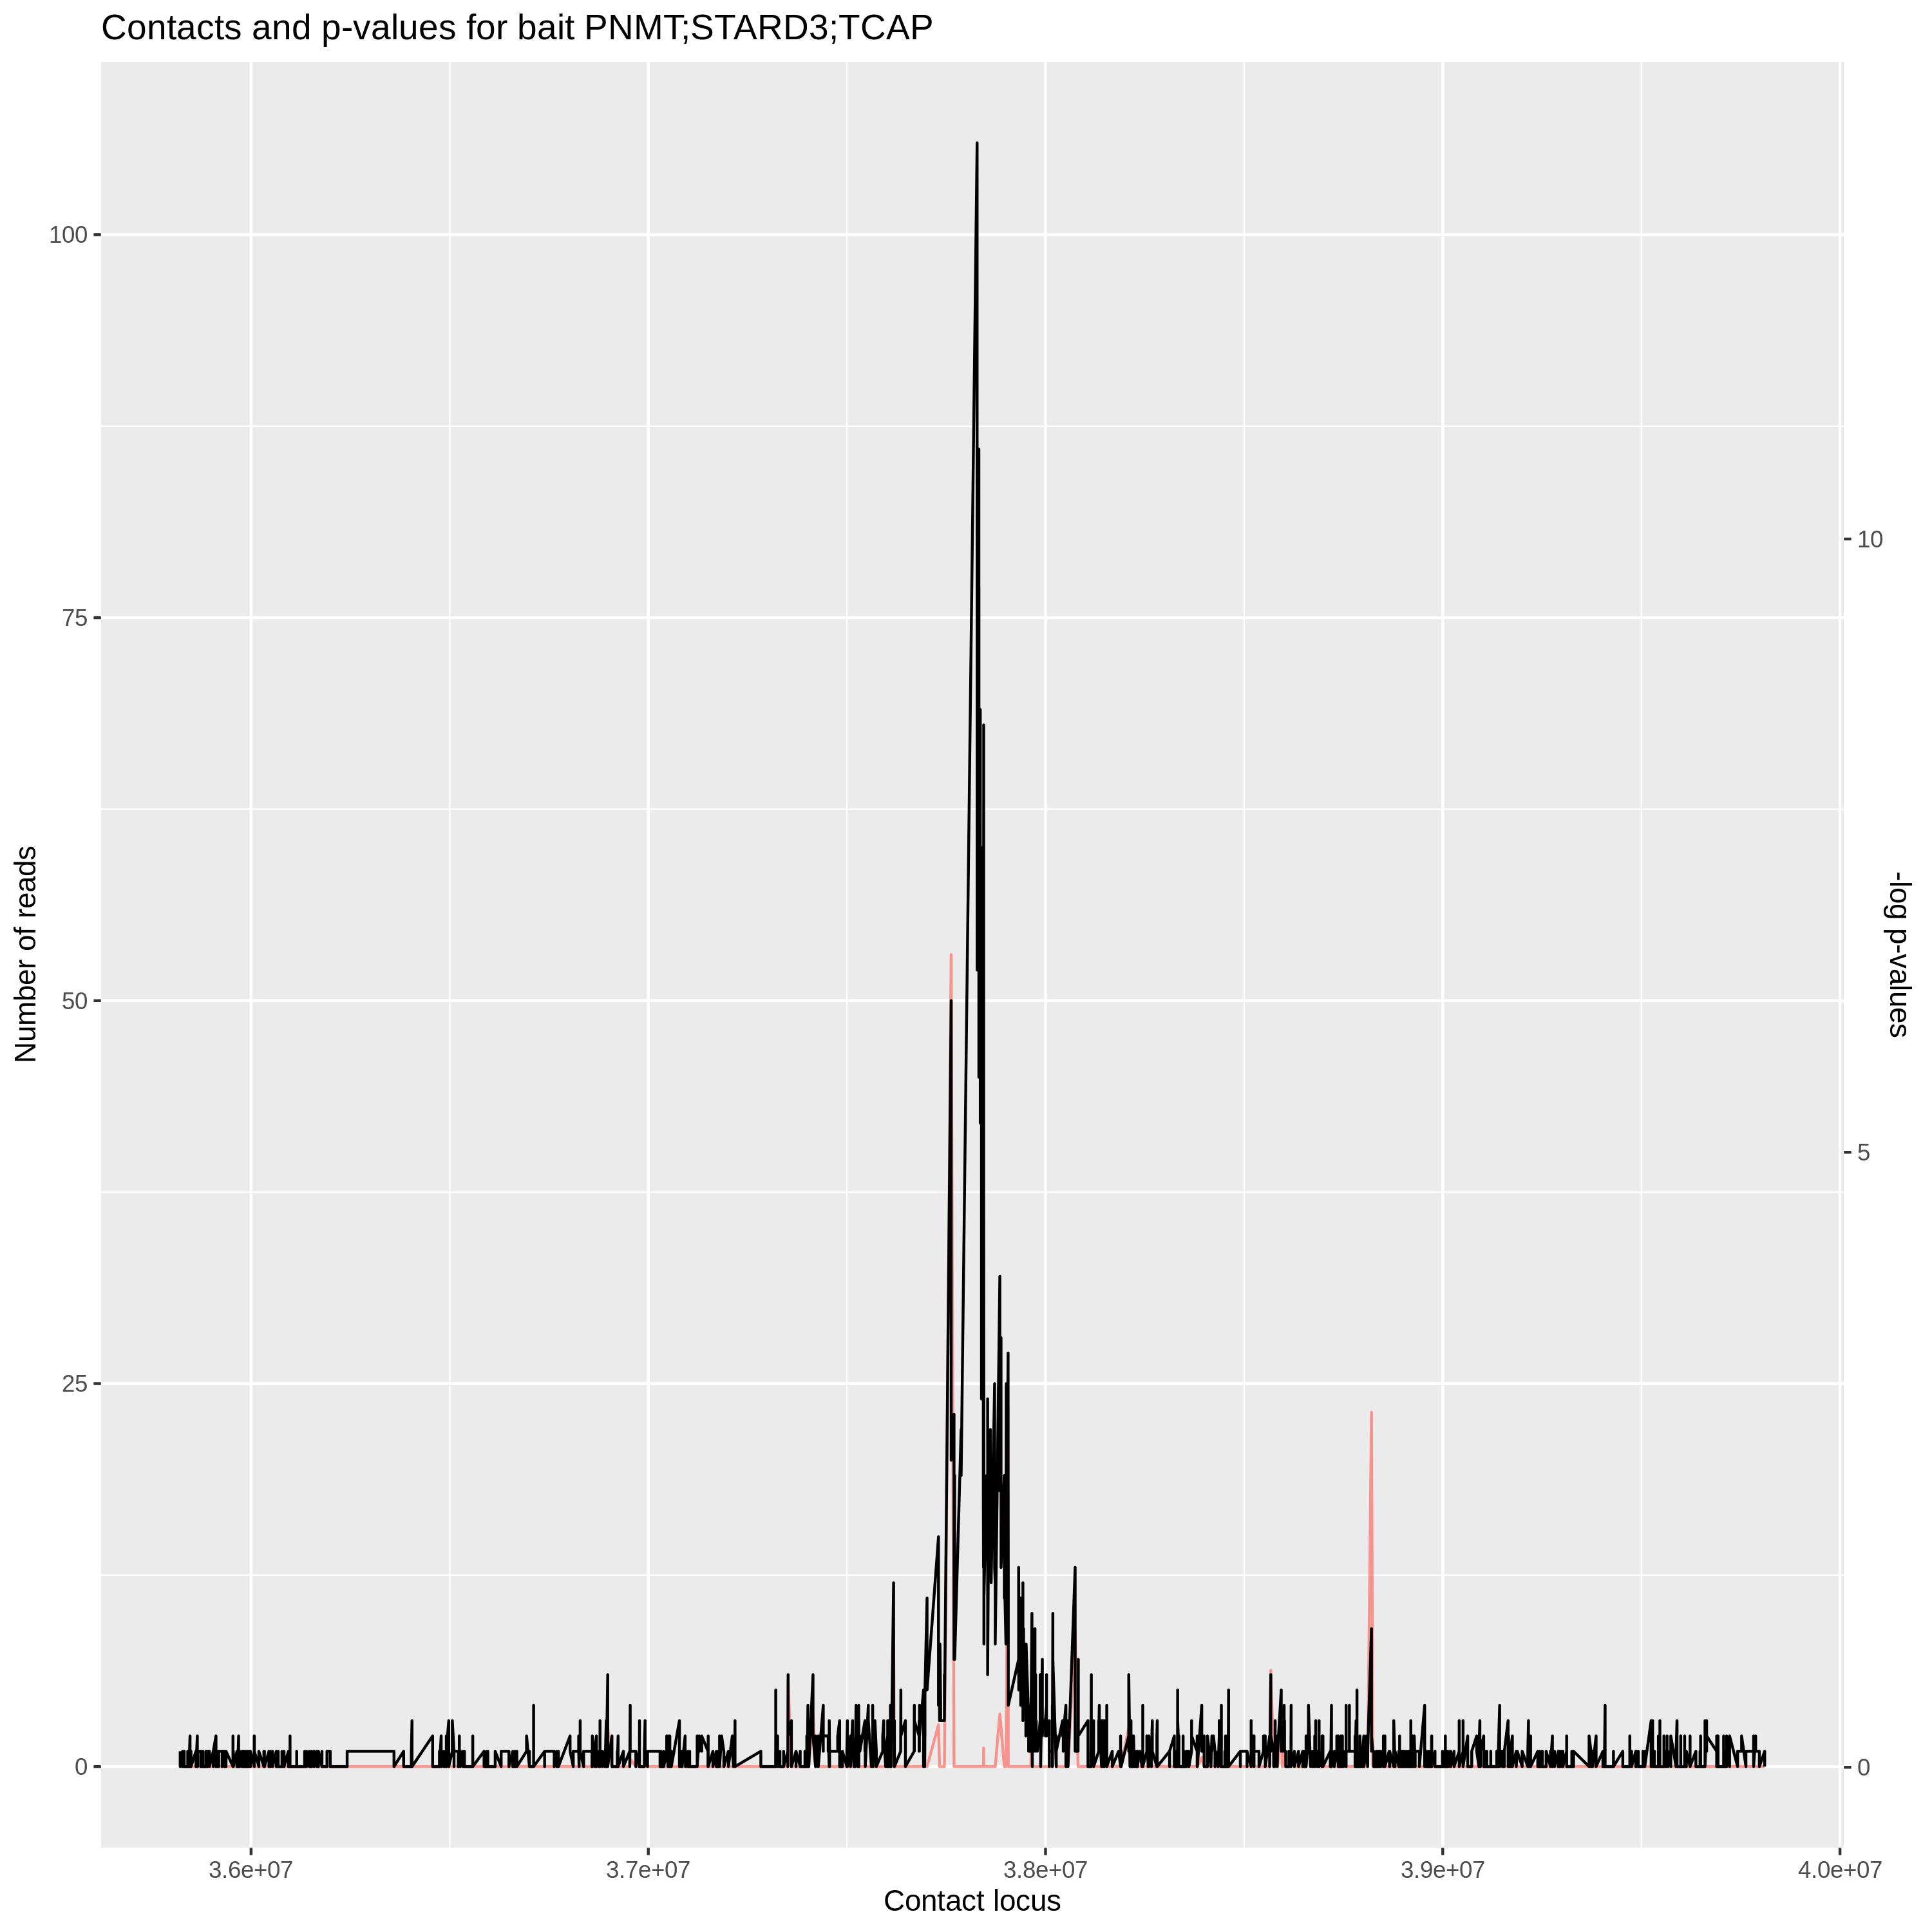 Contacts and p-values for bait PNMT;STARD3;TCAP
100
75
50
25
0
Number of reads
10
5
0
-log p-values
3.6e+07
3.7e+07
3.8e+07
3.9e+07
4.0e+07
Contact locus